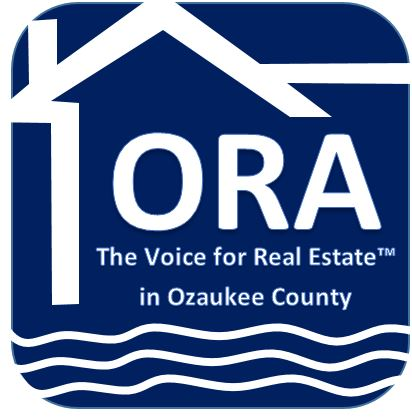 ORA
The Voice for Real Estate™
in Ozaukee County